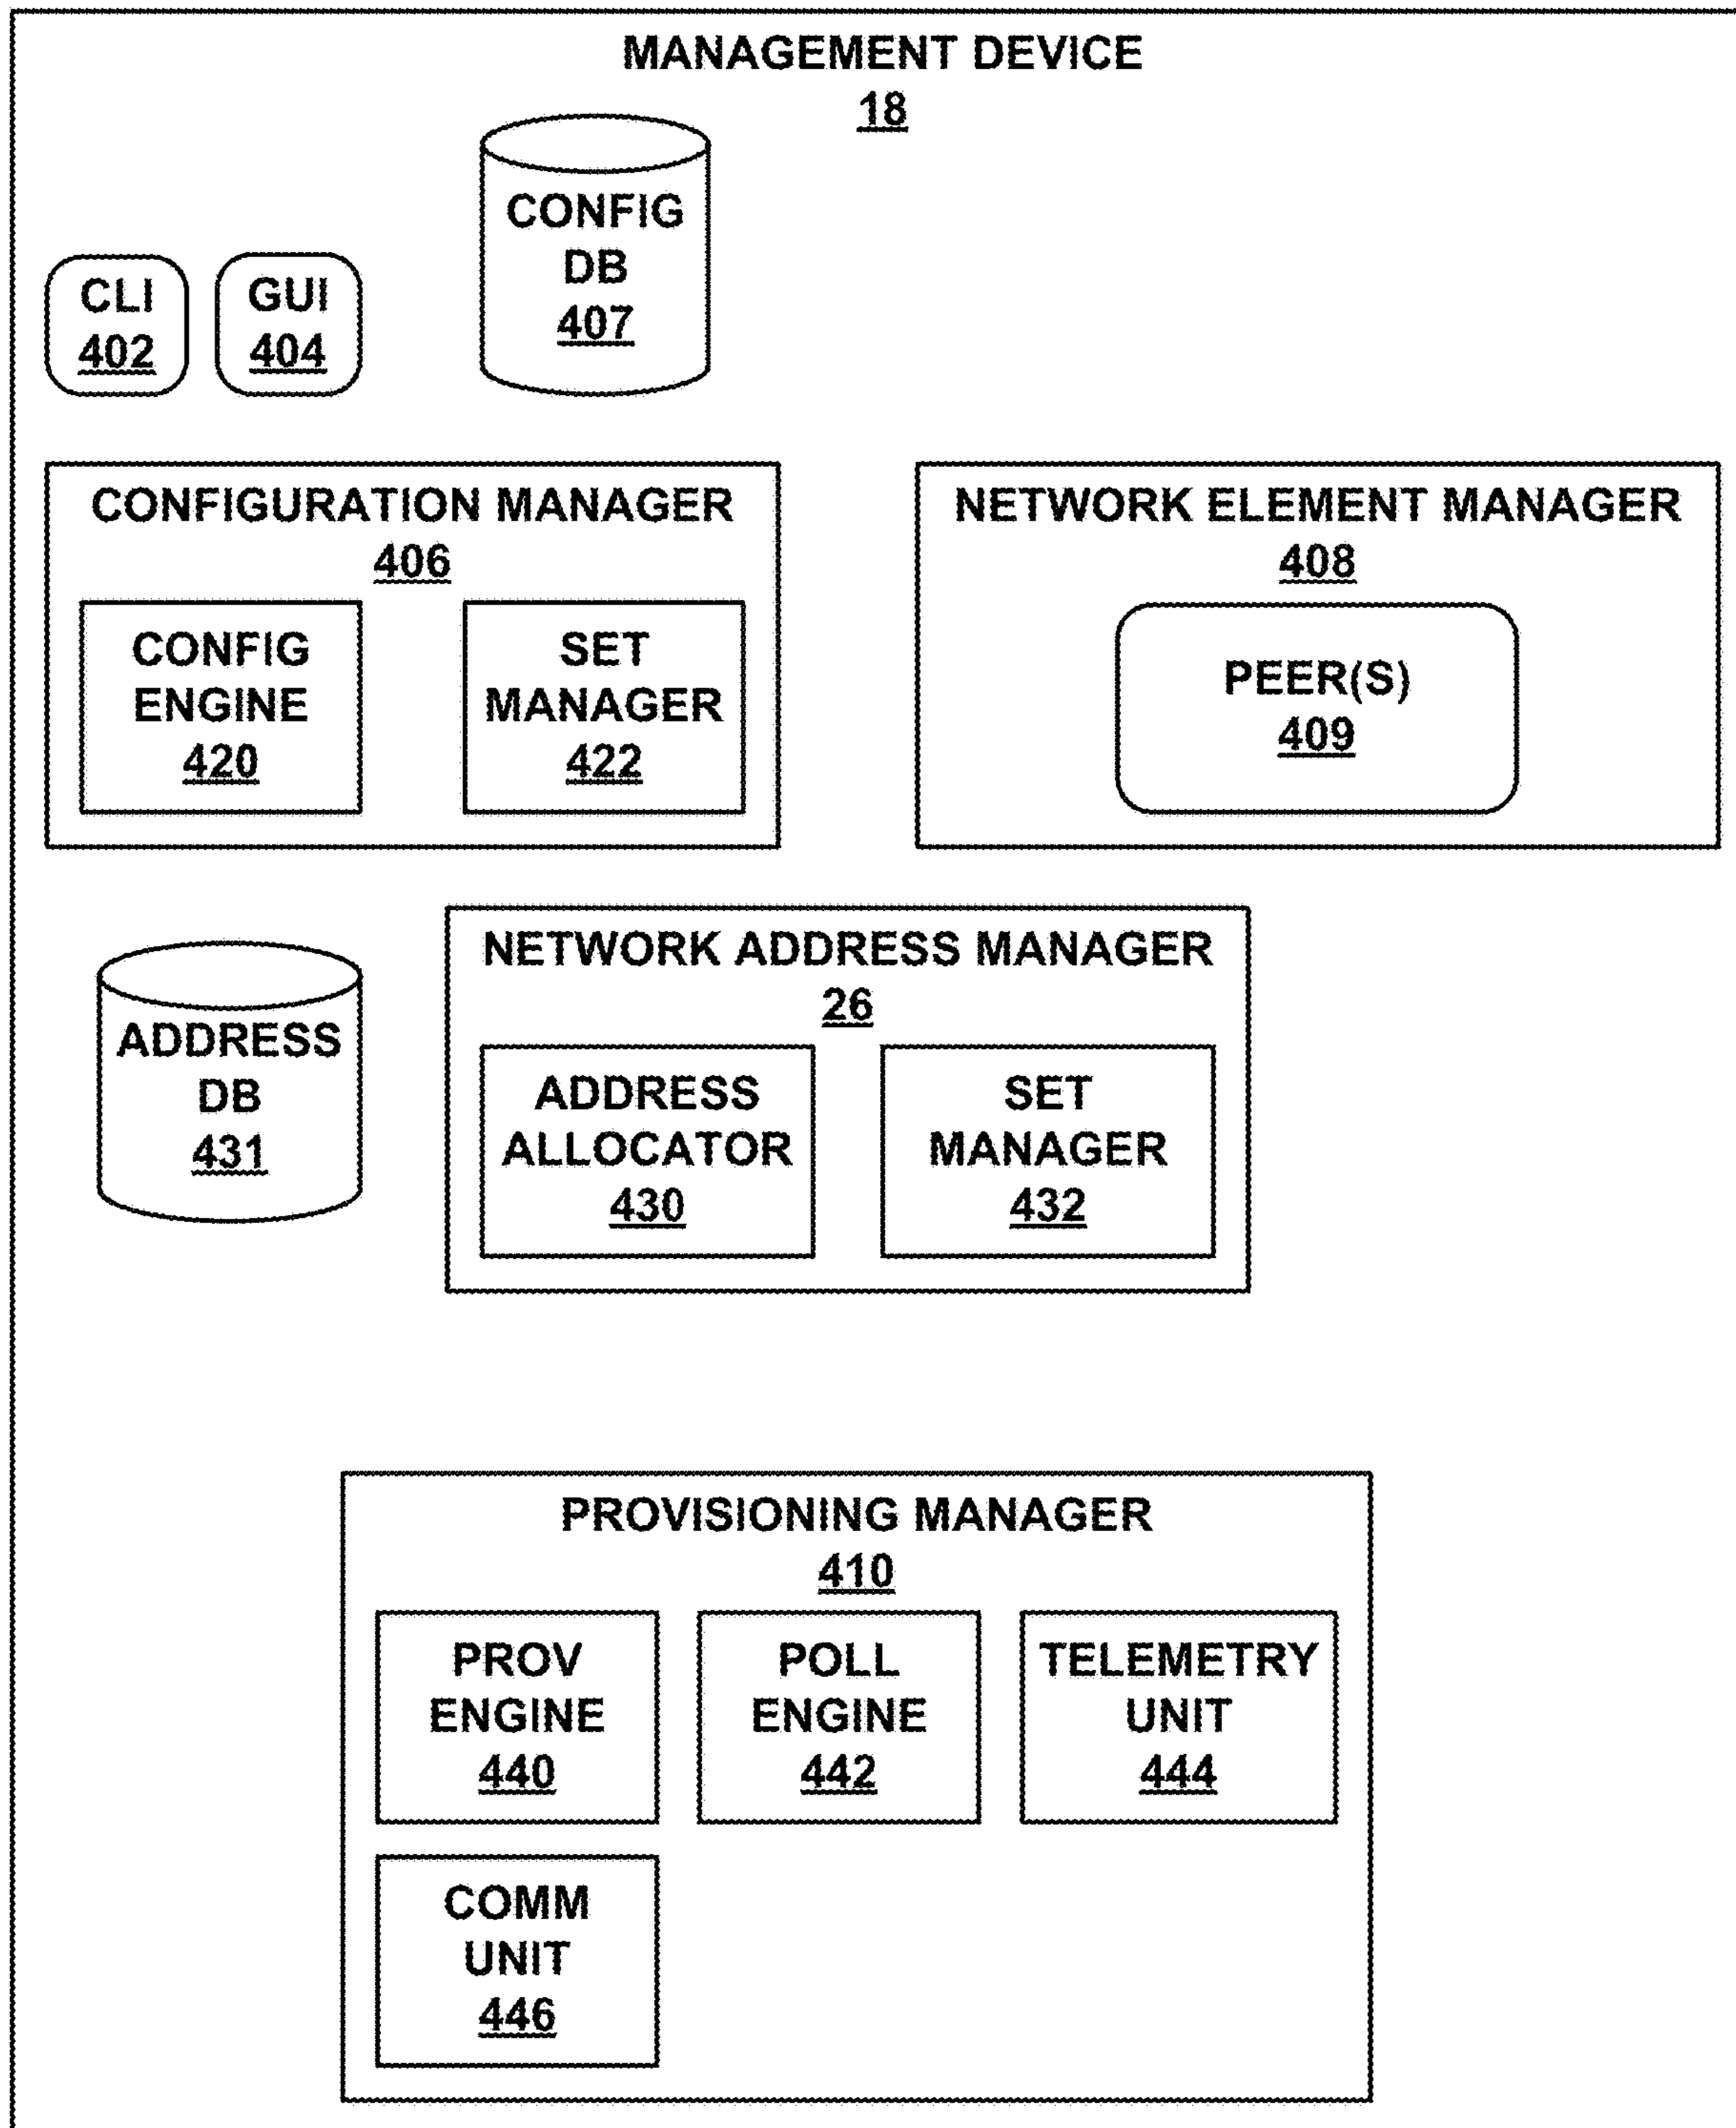 MANAGEMENT DEVICE
18
CONFIG
DB
407
CLI
402
GUI
404
CONFIGURATION MANAGER
406
CONFIG
ENGINE
420
SET
MANAGER
422
NETWORK ELEMENT MANAGER
408
PEER(S)
409
ADDRESS
DB
431
NETWORK ADDRESS MANAGER
26
ADDRESS
ALLOCATOR
430
SET
MANAGER
432
PROVISIONING MANAGER
410
PROV
ENGINE
440
POLL
ENGINE
442
TELEMETRY
UNIT
444
COMM
UNIT
446